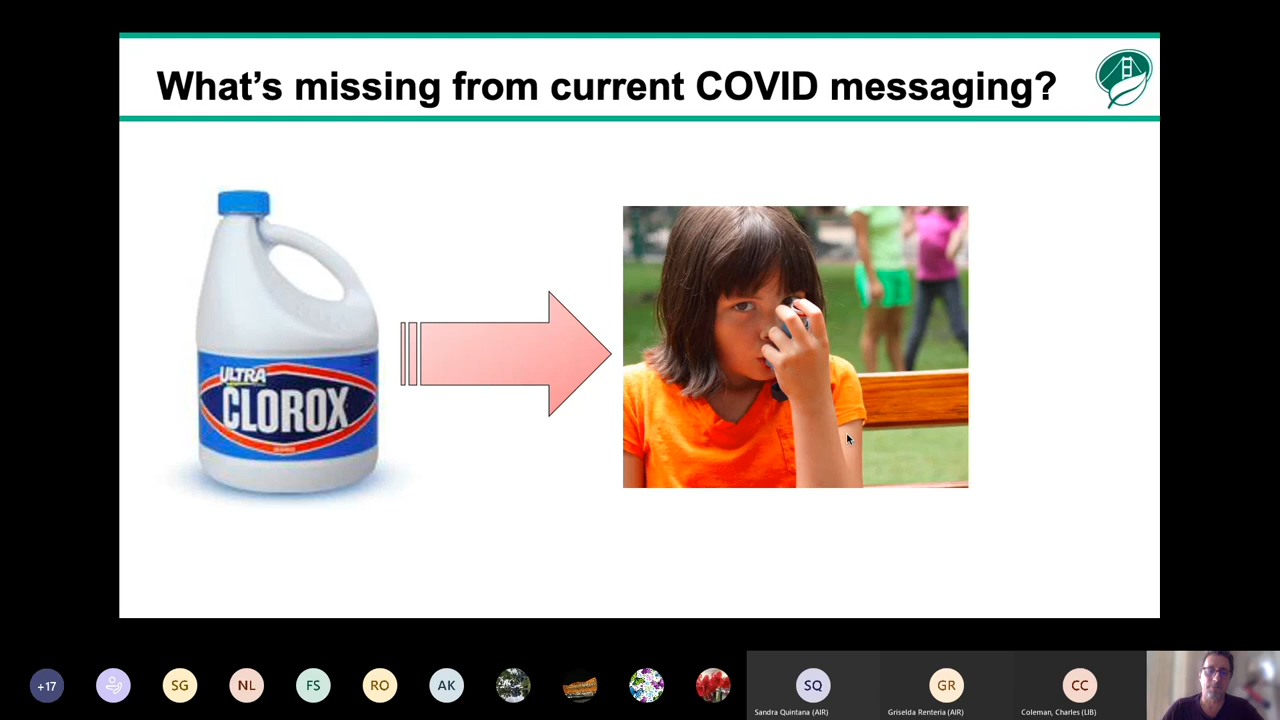 What's missing from current COVID messaging?
ULTRA
CLOROX
+17
SG
NL
FS
RO
AK
SQ
GR
CC
Sandra Quintana (AIR)
Griselda Renteria (AIR)
Coleman, Charles (LIB)